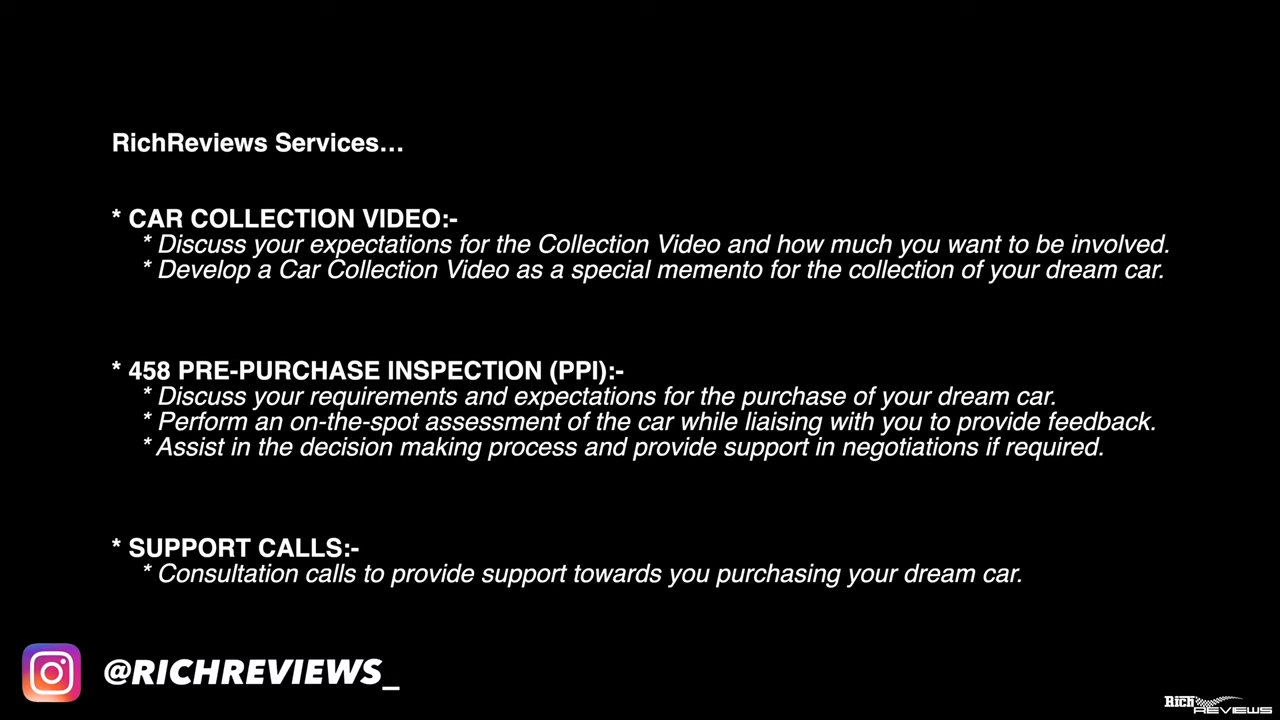 RichReviews Services...
* CAR COLLECTION VIDEO:-
* Discuss your expectations for the Collection Video and how much you want to be involved.
* Develop a Car Collection Video as a special memento for the collection of your dream car.
* 458 PRE-PURCHASE INSPECTION (PPI):-
* Discuss your requirements and expectations for the purchase of your dream car.
* Perform an on-the-spot assessment of the car while liaising with you to provide feedback.
* Assist in the decision making process and provide support in negotiations if required.
* SUPPORT CALLS:-
* Consultation calls to provide support towards you purchasing your dream car.
@RICHREVIEWS_
Rich
REVIEWS